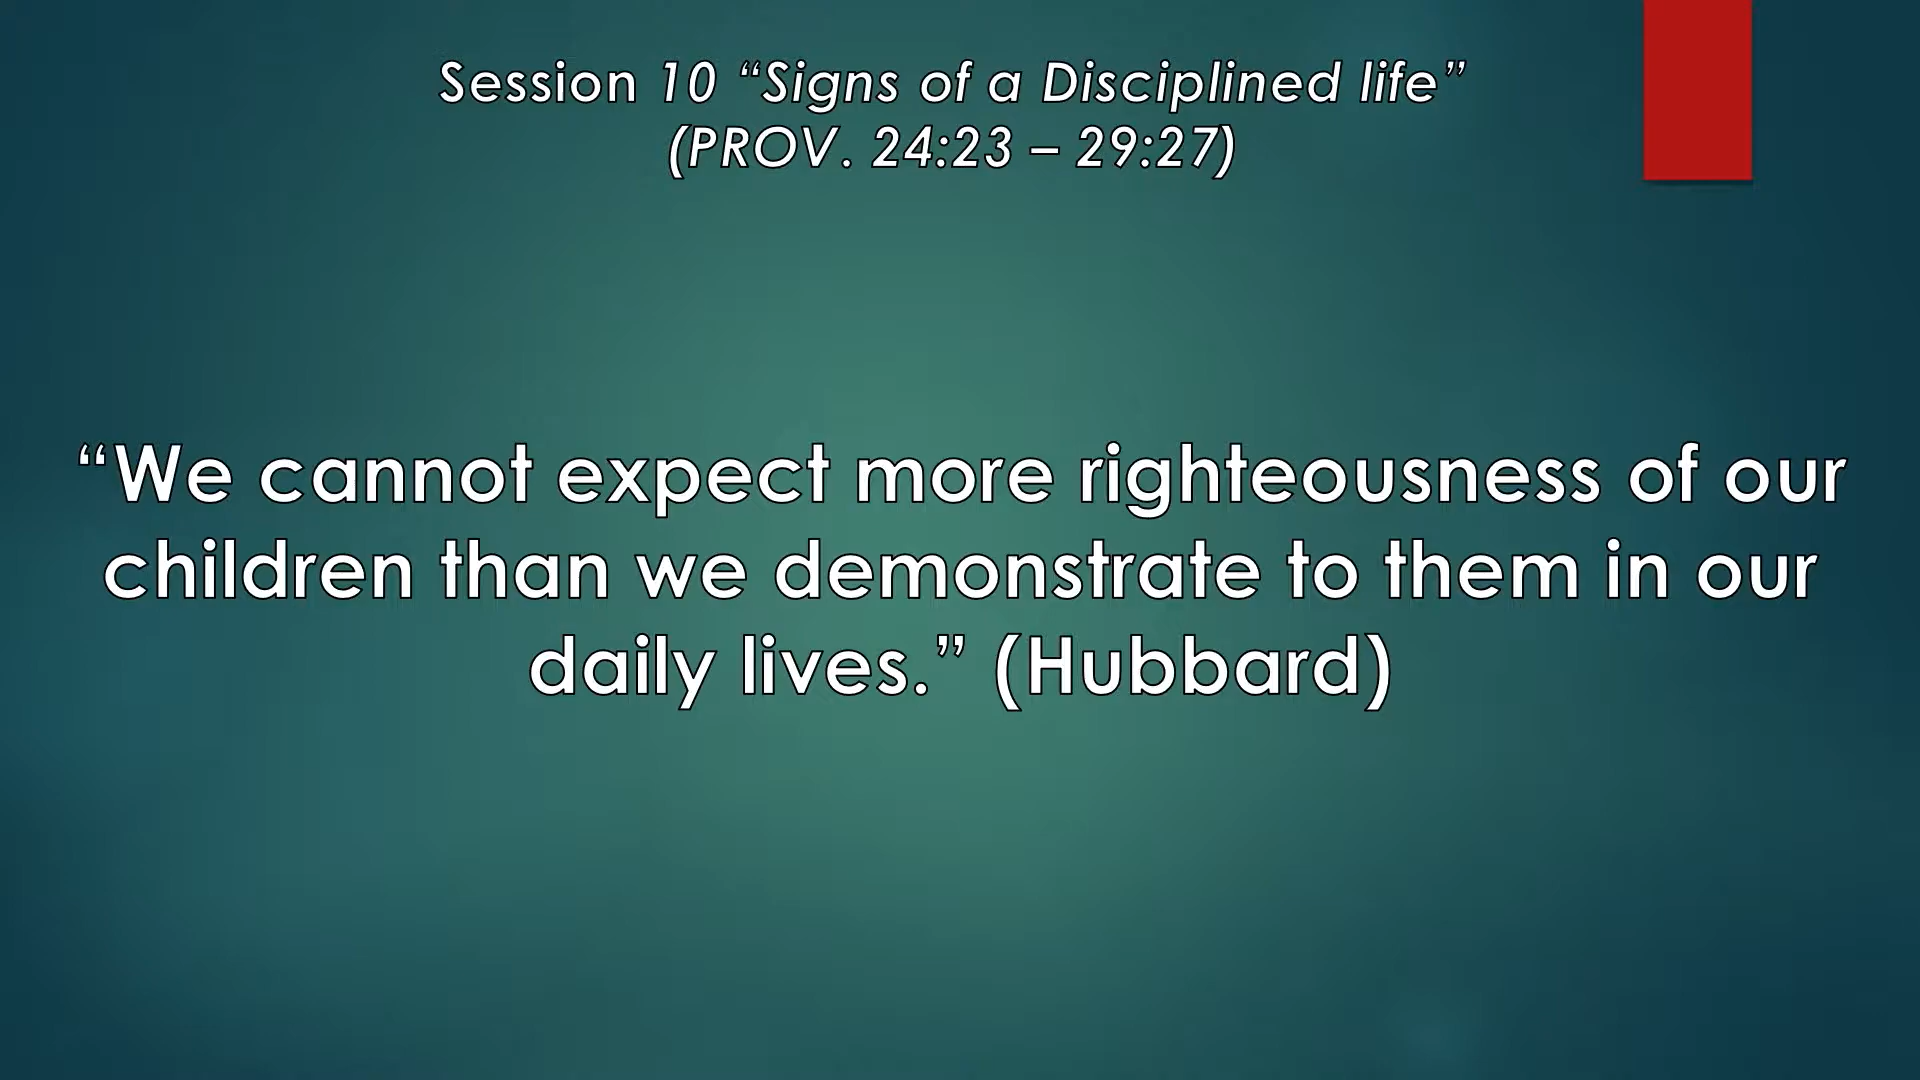 Session 10 “Signs of a Disciplined life”
(PROV. 24:23 – 29:27)
“We cannot expect more righteousness of our
children than we demonstrate to them in our
daily lives.” (Hubbard)